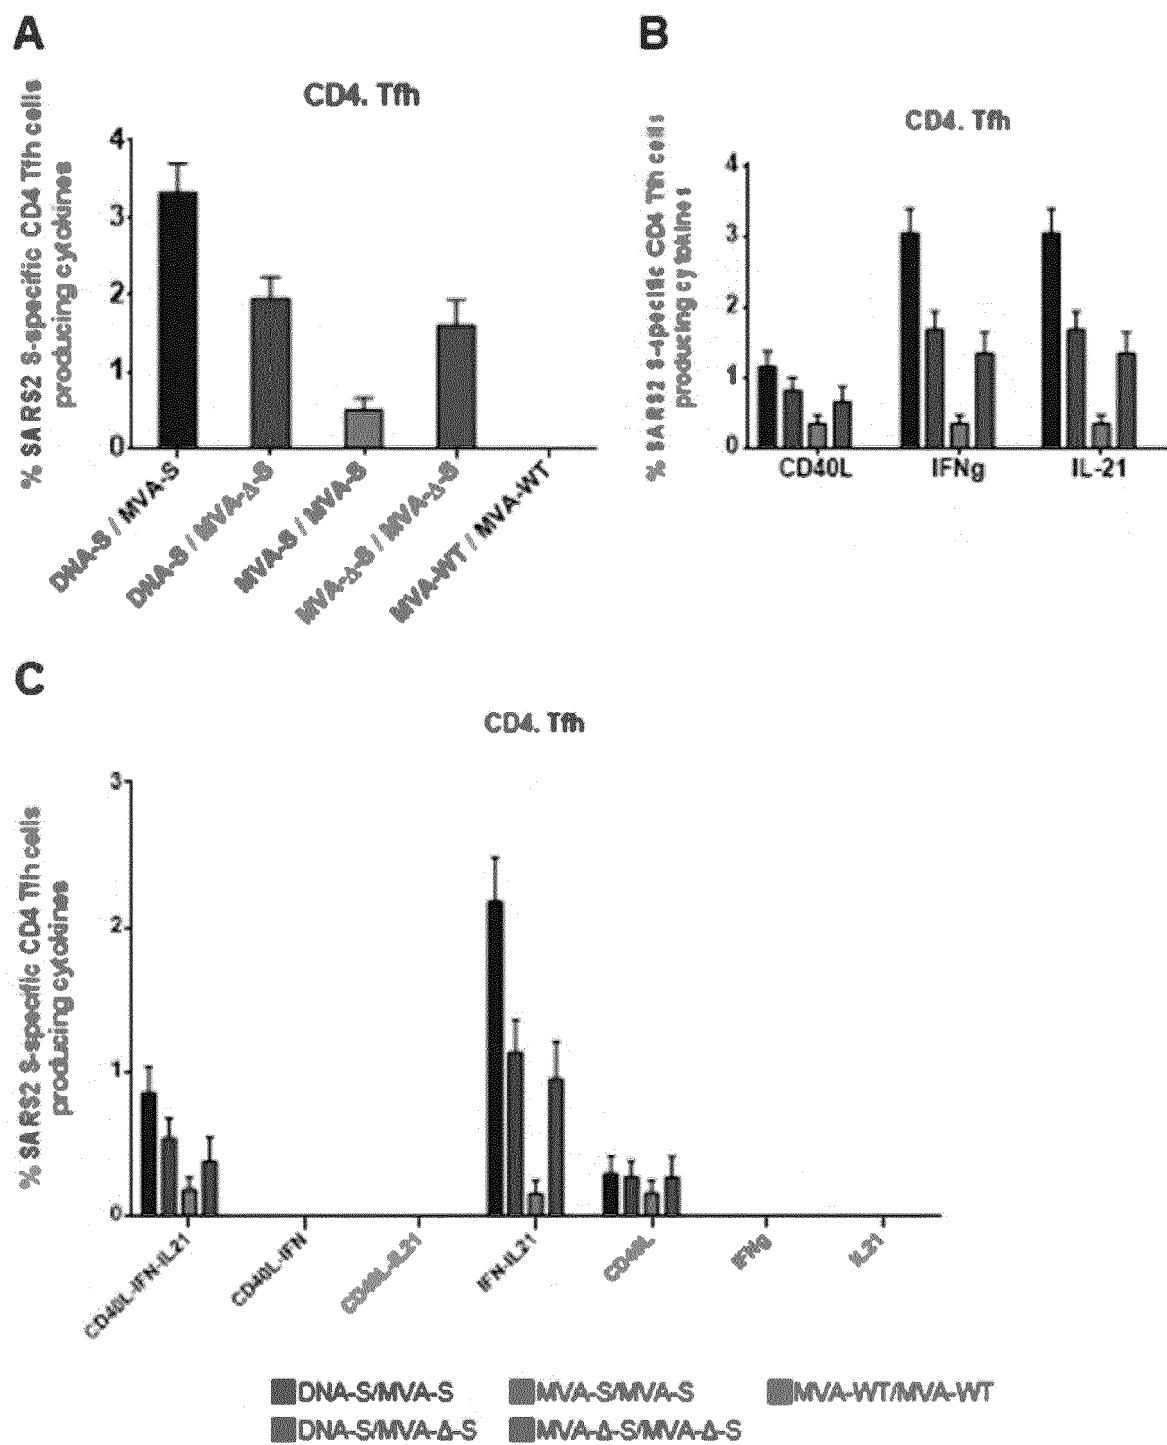 A
CD4. Tfh
% SARS2 S-specific CD4 Tfh cells
producing cytokines
4
3
2
1
0
DNA-S / MVA-S
DNA-S / MVA-Δ-S
MVA-S / MVA-S
MVA-Δ-S / MVA-Δ-S
MVA-WT / MVA-WT
B
CD4. Tfh
% SARS2 S-specific CD4 Tfh cells
producing cytokines
4
3
2
1
0
CD40L
IFNg
IL-21
C
CD4. Tfh
% SARS2 S-specific CD4 Tfh cells
producing cytokines
3
2
1
0
CD40L-IFN-IL21
CD40L-IFN
CD40L-IL21
IFN-IL21
CD40L
IFNg
IL21
DNA-S/MVA-S
MVA-S/MVA-S
MVA-WT/MVA-WT
DNA-S/MVA-Δ-S
MVA-Δ-S/MVA-Δ-S